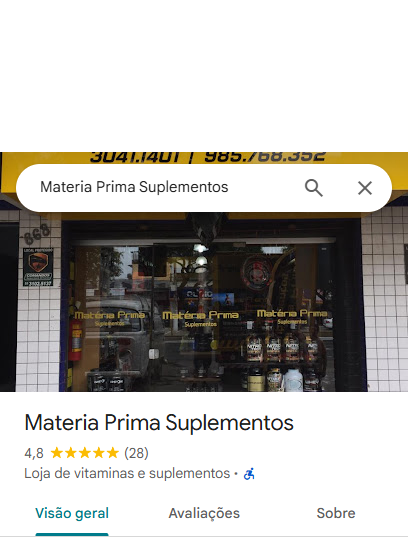 3041.1401 | 985.768.352
Materia Prima Suplementos
668
Matéria Prima
Suplementos
Matéria Prima
Suplementos
Matéria Prima
Suplementos
Materia Prima Suplementos
4,8 (28)
Loja de vitaminas e suplementos ·
Visão geral
Avaliações
Sobre